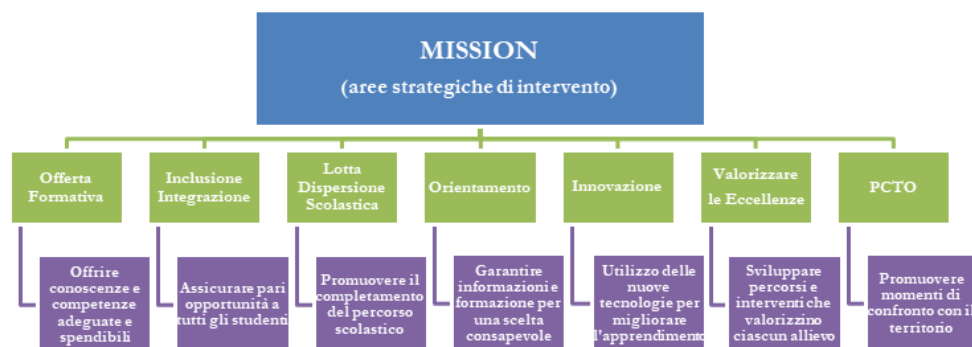 MISSION
(aree strategiche di intervento)
Offerta
Formativa
Inclusione
Integrazione
Lotta
Dispersione
Scolastica
Orientamento
Innovazione
Valorizzare
le Eccellenze
PCTO
Offrire
conoscenze e
competenze
adeguate e
spendibili
Assicurare pari
opportunità a
tutti gli studenti
Promuovere il
completamento
del percorso
scolastico
Garantire
informazioni e
formazione per
una scelta
consapevole
Utilizzo delle
nuove
tecnologie per
migliorare
l'apprendimento
Sviluppare
percorsi e
interventi che
valorizzino
ciascun allievo
Promuovere
momenti di
confronto con il
territorio